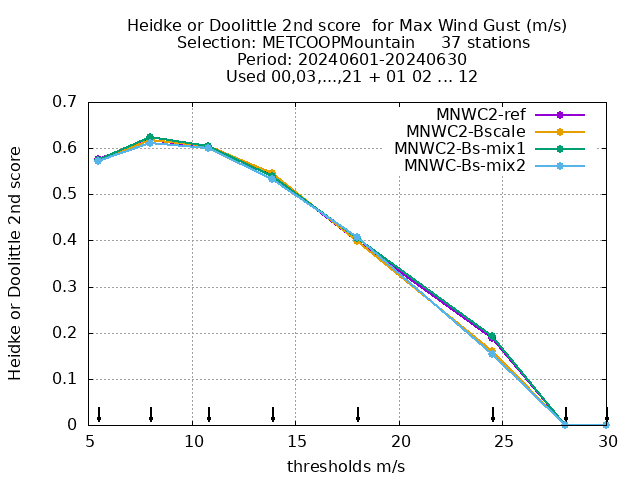 Heidke or Doolittle 2nd score  for Max Wind Gust (m/s)
Selection: METCOOPMountain     37 stations
Period: 20240601-20240630
Used 00,03,...,21 + 01 02 ... 12
MNWC2-ref
MNWC2-Bscale
MNWC2-Bs-mix1
MNWC-Bs-mix2
Heidke or Doolittle 2nd score
0.7
0.6
0.5
0.4
0.3
0.2
0.1
0
5 10 15 20 25 30
thresholds m/s